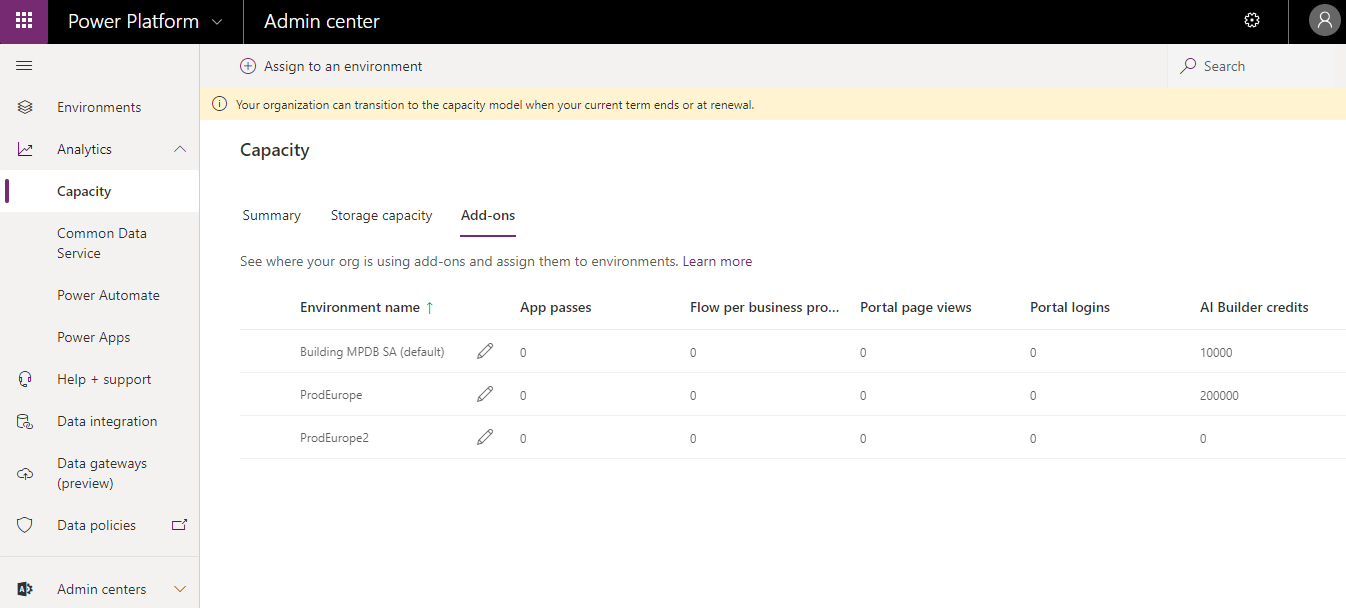 Power Platform
Admin center
Assign to an environment
Search
Your organization can transition to the capacity model when your current term ends or at renewal.
Environments
Analytics
Capacity
Common Data
Service
Power Automate
Power Apps
Help + support
Data integration
Data gateways
(preview)
Data policies
Admin centers
Capacity
Summary Storage capacity Add-ons
See where your org is using add-ons and assign them to environments. Learn more
Environment name ↑ App passes Flow per business pro... Portal page views Portal logins AI Builder credits
Building MPDB SA (default) 0 0 0 0 10000
ProdEurope 0 0 0 0 200000
ProdEurope2 0 0 0 0 0